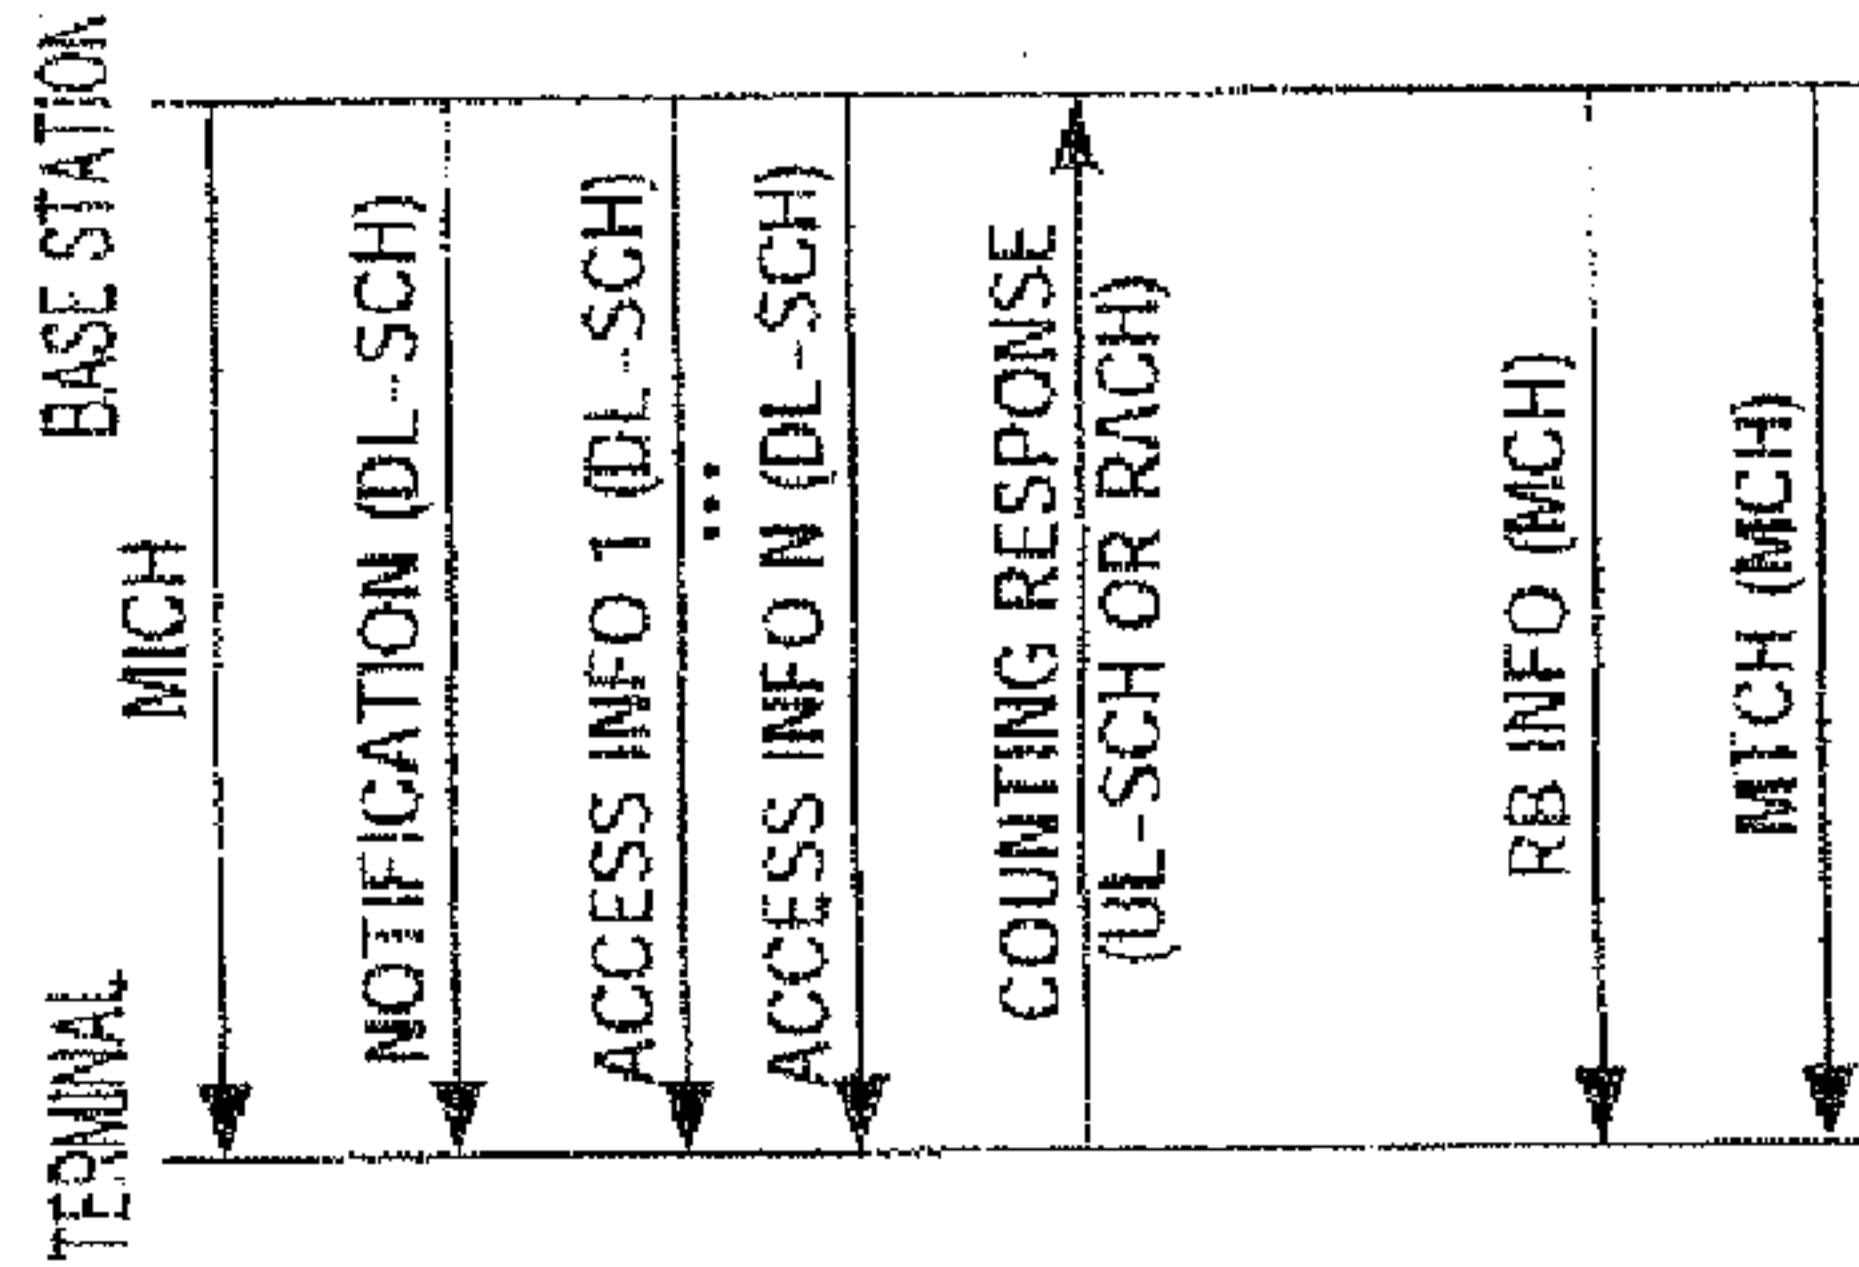 TERMINAL
BASE STATION
MICH
NOTIFICATION (DL-SCH)
ACCESS INFO 1 (DL-SCH)
...
ACCESS INFO N (DL-SCH)
COUNTING RESPONSE
(UL-SCH OR RACH)
RB INFO (MCH)
MTCH (MCH)